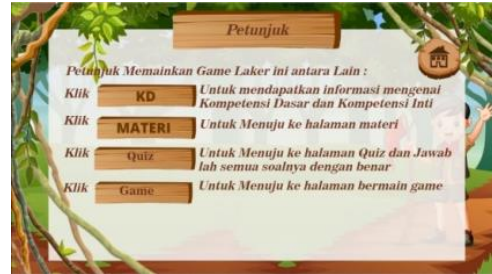 Petunjuk
Petunjuk Memainkan Game Laker ini antara Lain :
Klik KD Untuk mendapatkan informasi mengenai
Kompetensi Dasar dan Kompetensi Inti
Klik MATERI Untuk Menuju ke halaman materi
Klik Quiz Untuk Menuju ke halaman Quiz dan Jawab
lah semua soalnya dengan benar
Klik Game Untuk Menuju ke halaman bermain game